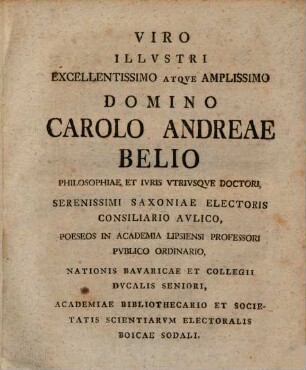 VIRO
ILLVSTRI
EXCELLENTISSIMO ATQVE AMPLISSIMO
DOMINO
CAROLO ANDREAE
BELIO
PHILOSOPHIAE, ET IVRIS VTRIVSQVE DOCTORI,
SERENISSIMI SAXONIAE ELECTORIS
CONSILIARIO AVLICO,
POESEOS IN ACADEMIA LIPSIENSI PROFESSORI
PVBLICO ORDINARIO,
NATIONIS BAVARICAE ET COLLEGII
DVCALIS SENIORI,
ACADEMIAE BIBLIOTHECARIO ET SOCIE-
TATIS SCIENTIARVM ELECTORALIS
BOICAE SODALI.